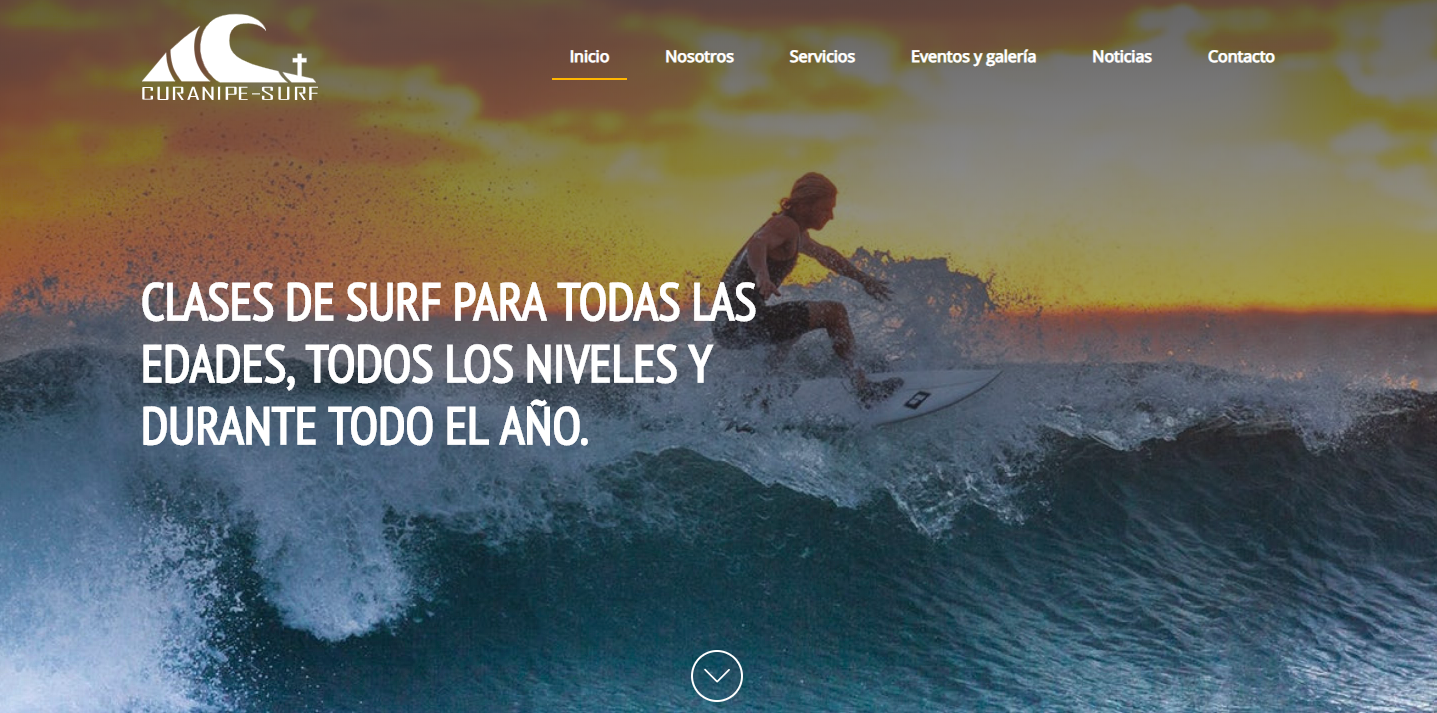 CURANIPE-SURF
Inicio Nosotros Servicios Eventos y galería Noticias Contacto
CLASES DE SURF PARA TODAS LAS
EDADES, TODOS LOS NIVELES Y
DURANTE TODO EL AÑO.